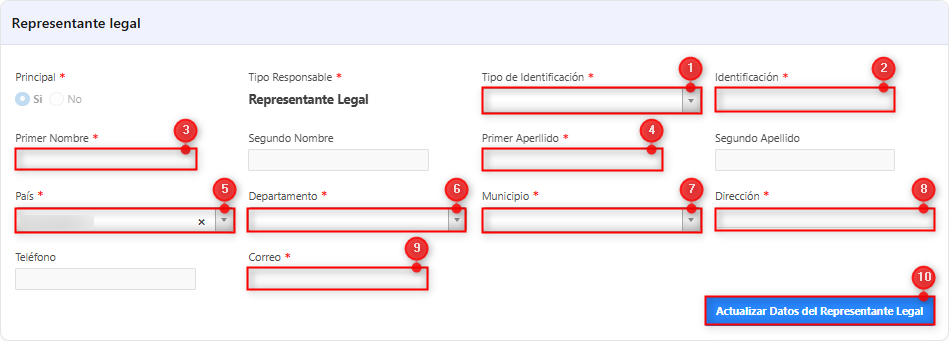 Representante legal
Principal * Tipo Responsable * Tipo de Identificación * 1 Identificación * 2
Si No Representante Legal
Primer Nombre * 3 Segundo Nombre Primer Aperllido * 4 Segundo Apellido
País * 5 Departamento * 6 Municipio * 7 Dirección * 8
×
Teléfono Correo * 9
10
Actualizar Datos del Representante Legal